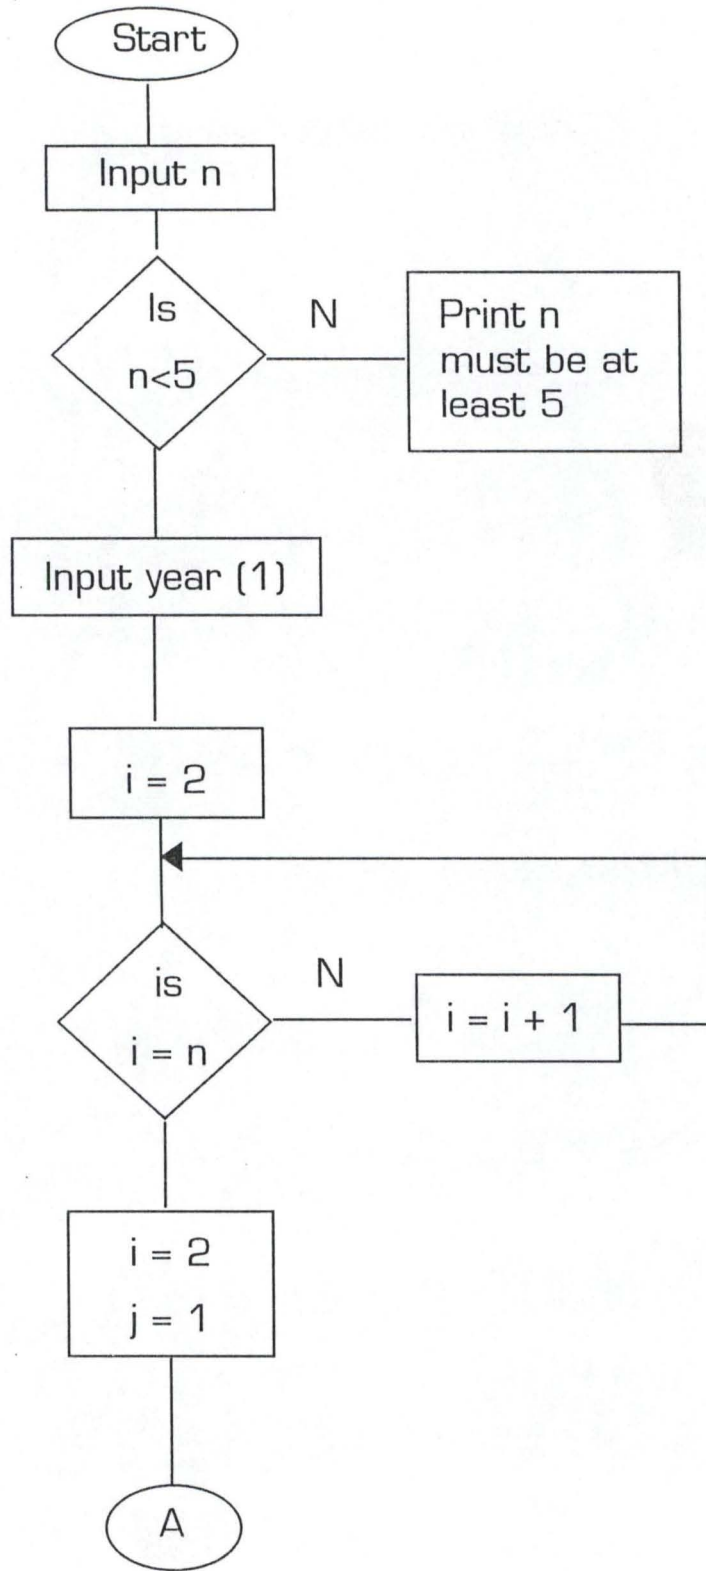 Start
Input n
Is
n<5
N
Print n
must be at
least 5
Input year (1)
i = 2
is
i = n
N
i = i + 1
i = 2
j = 1
A